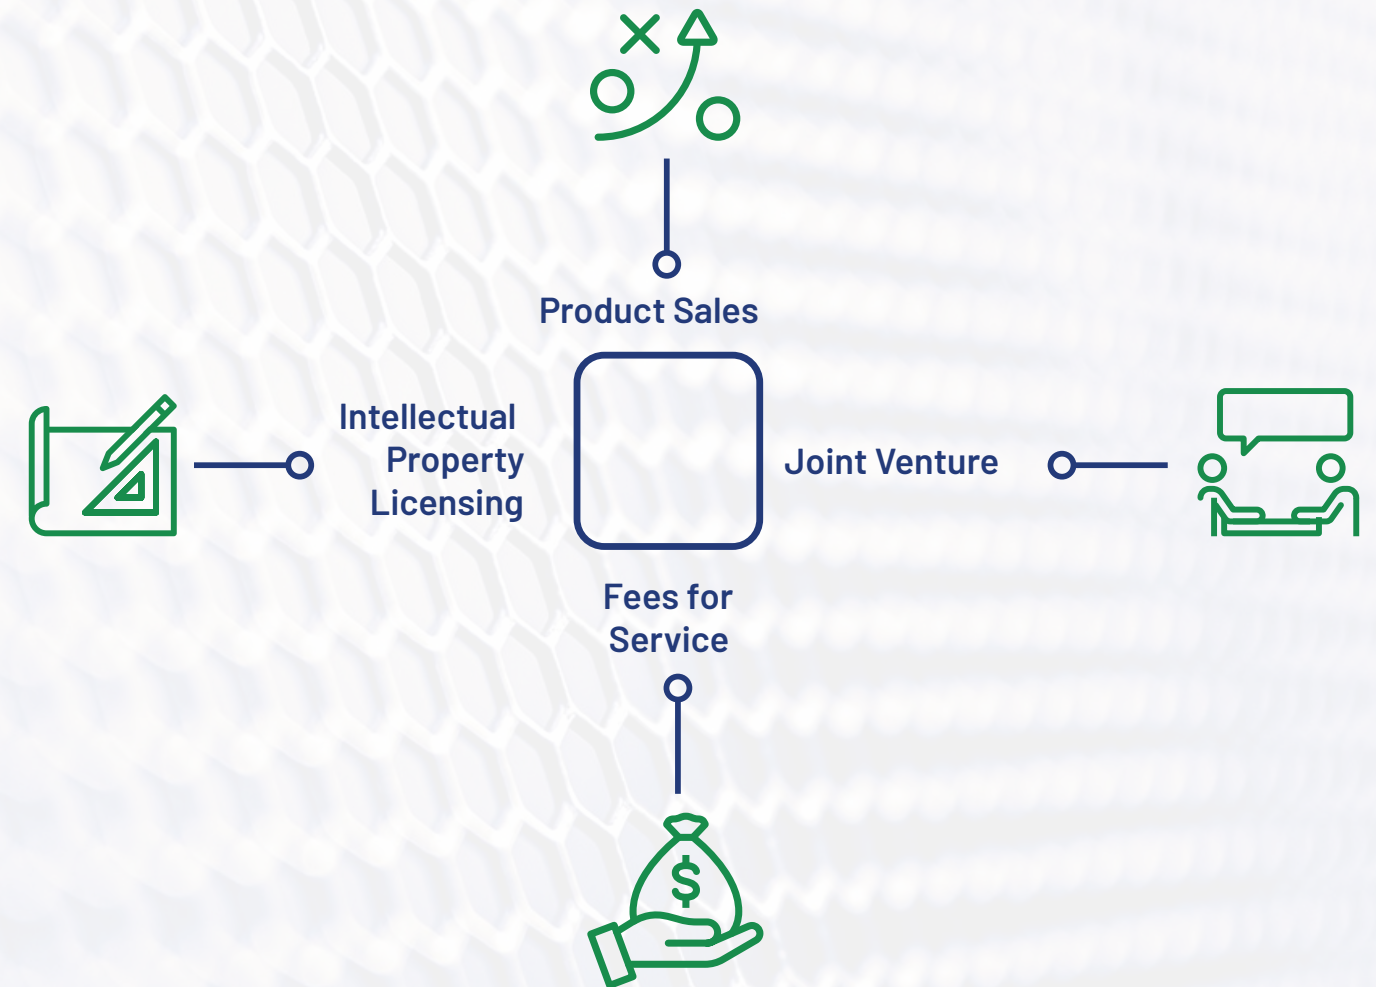 Product Sales
Intellectual
Property
Licensing
Joint Venture
Fees for
Service
$